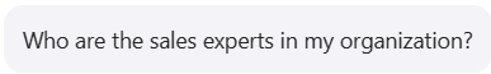 Who are the sales experts in my organization?